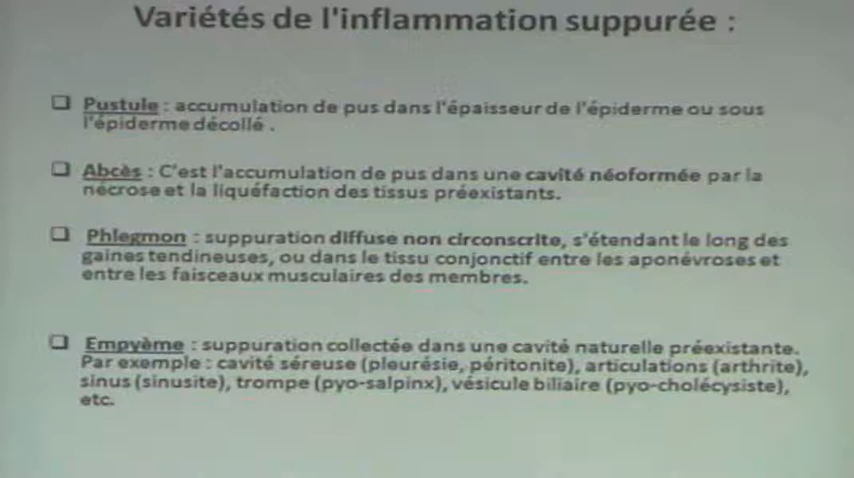 Variétés de l'inflammation suppurée :
❑ Pustule : accumulation de pus dans l'épaisseur de l'épiderme ou sous
l'épiderme décollé .
❑ Abcès : C'est l'accumulation de pus dans une cavité néoformée par la
nécrose et la liquéfaction des tissus préexistants.
❑ Phlegmon : suppuration diffuse non circonscrite, s'étendant le long des
gaines tendineuses, ou dans le tissu conjonctif entre les aponévroses et
entre les faisceaux musculaires des membres.
❑ Empyème : suppuration collectée dans une cavité naturelle préexistante.
Par exemple : cavité séreuse (pleurésie, péritonite), articulations (arthrite),
sinus (sinusite), trompe (pyo-salpinx), vésicule biliaire (pyo-cholécysiste),
etc.